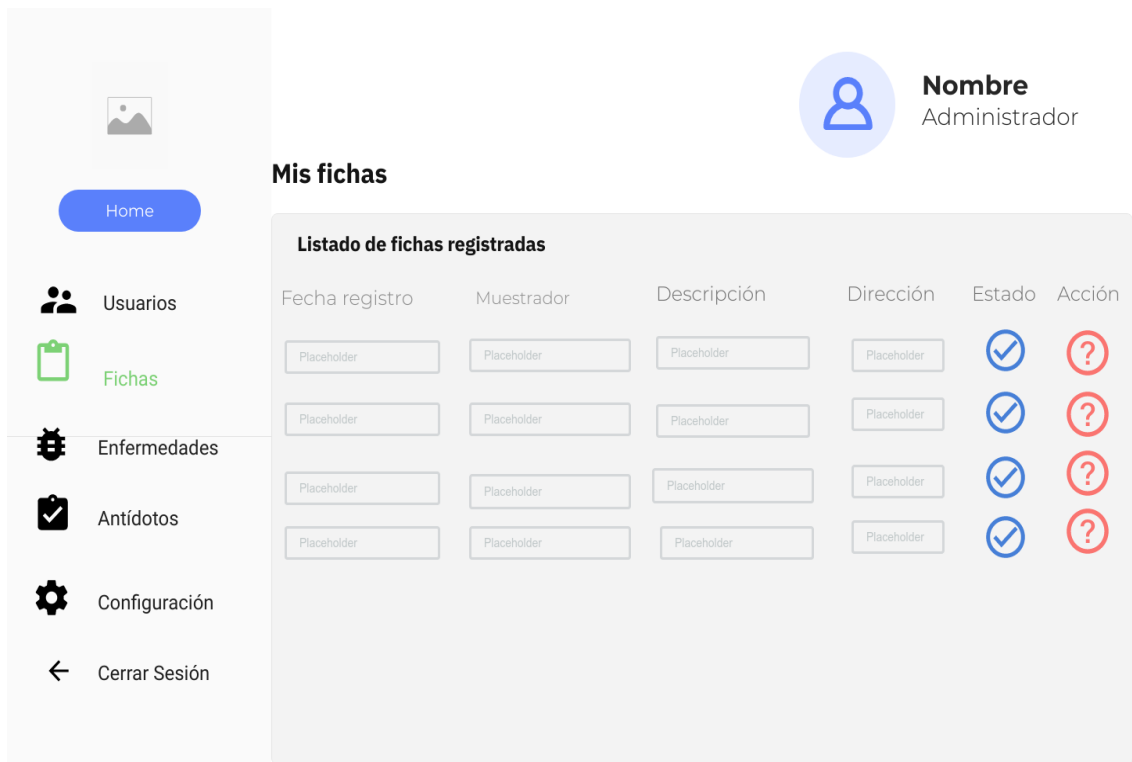 Nombre
Administrador
Home
Usuarios
Fichas
Enfermedades
Antídotos
Configuración
Cerrar Sesión
Mis fichas
Listado de fichas registradas
Fecha registro Muestrador Descripción Dirección Estado Acción
Placeholder Placeholder Placeholder Placeholder
Placeholder Placeholder Placeholder Placeholder
Placeholder Placeholder Placeholder Placeholder
Placeholder Placeholder Placeholder Placeholder